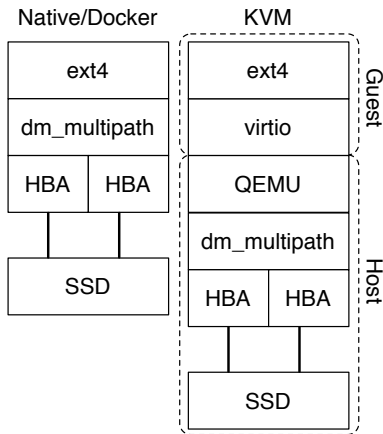 Native/Docker
ext4
dm_multipath
HBA HBA
SSD
KVM
ext4
virtio
QEMU
dm_multipath
HBA HBA
SSD
Guest
Host